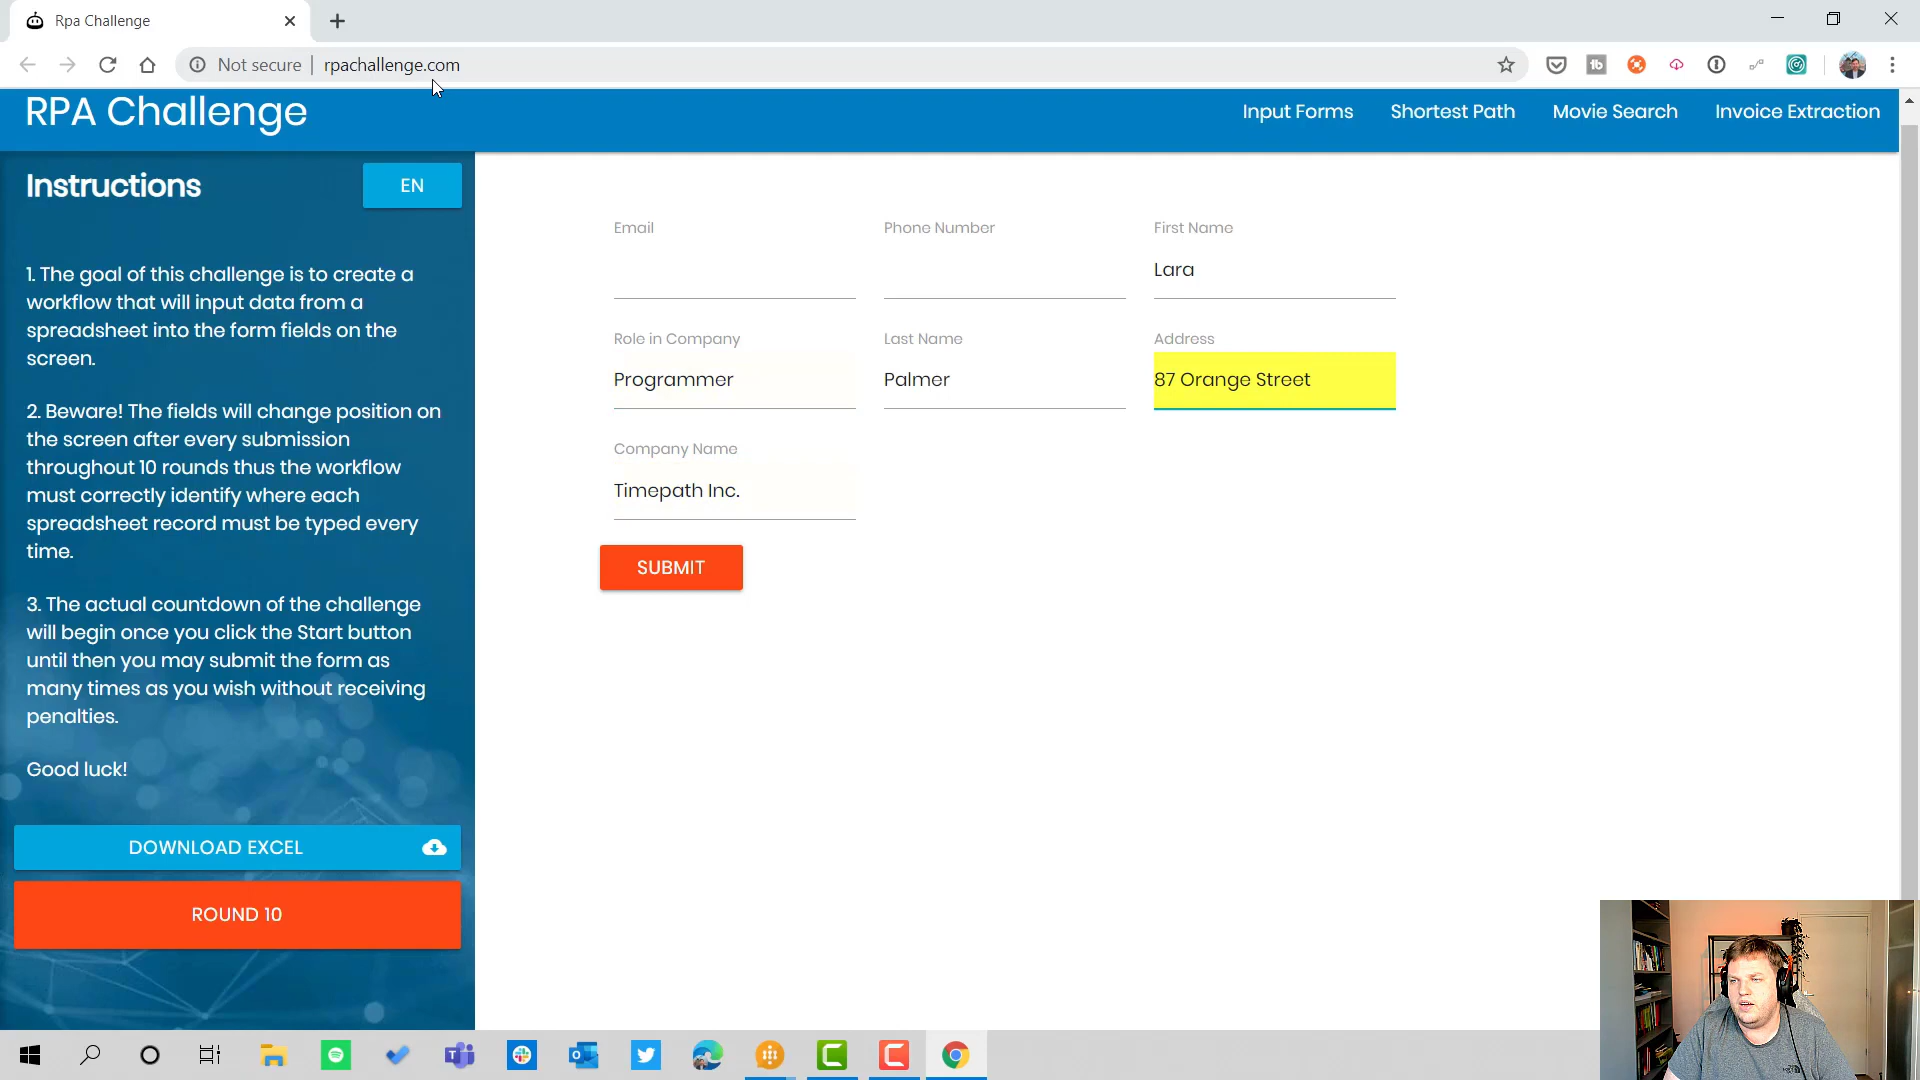 Rpa Challenge
Not secure
rpachallenge.com
RPA Challenge
Input Forms
Shortest Path
Movie Search
Invoice Extraction
Instructions
EN
1. The goal of this challenge is to create a
workflow that will input data from a
spreadsheet into the form fields on the
screen.
2. Beware! The fields will change position on
the screen after every submission
throughout 10 rounds thus the workflow
must correctly identify where each
spreadsheet record must be typed every
time.
3. The actual countdown of the challenge
will begin once you click the Start button
until then you may submit the form as
many times as you wish without receiving
penalties.
Good luck!
DOWNLOAD EXCEL
ROUND 10
Email
Phone Number
First Name
Lara
Role in Company
Last Name
Address
Programmer
Palmer
87 Orange Street
Company Name
Timepath Inc.
SUBMIT